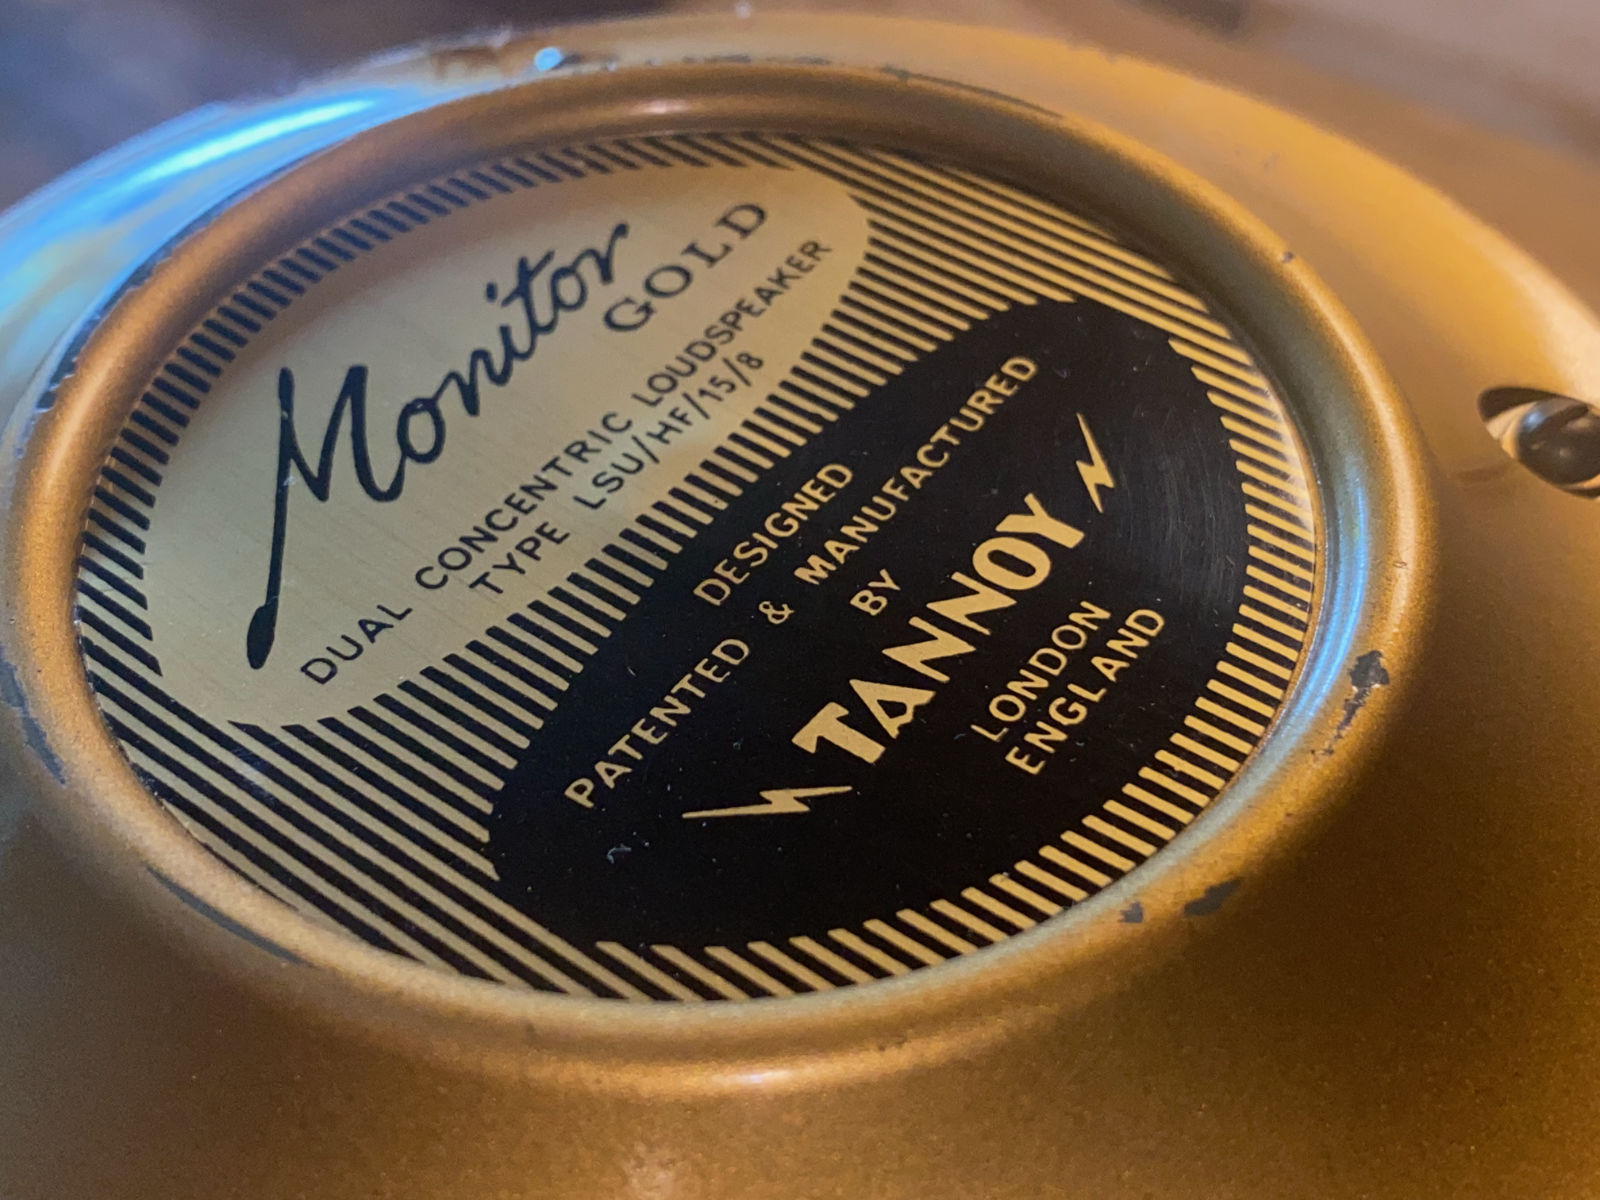 Monitor
GOLD
DUAL CONCENTRIC LOUDSPEAKER
TYPE LSU/HF/15/8
DESIGNED
PATENTED & MANUFACTURED
BY
TANNOY
LONDON
ENGLAND